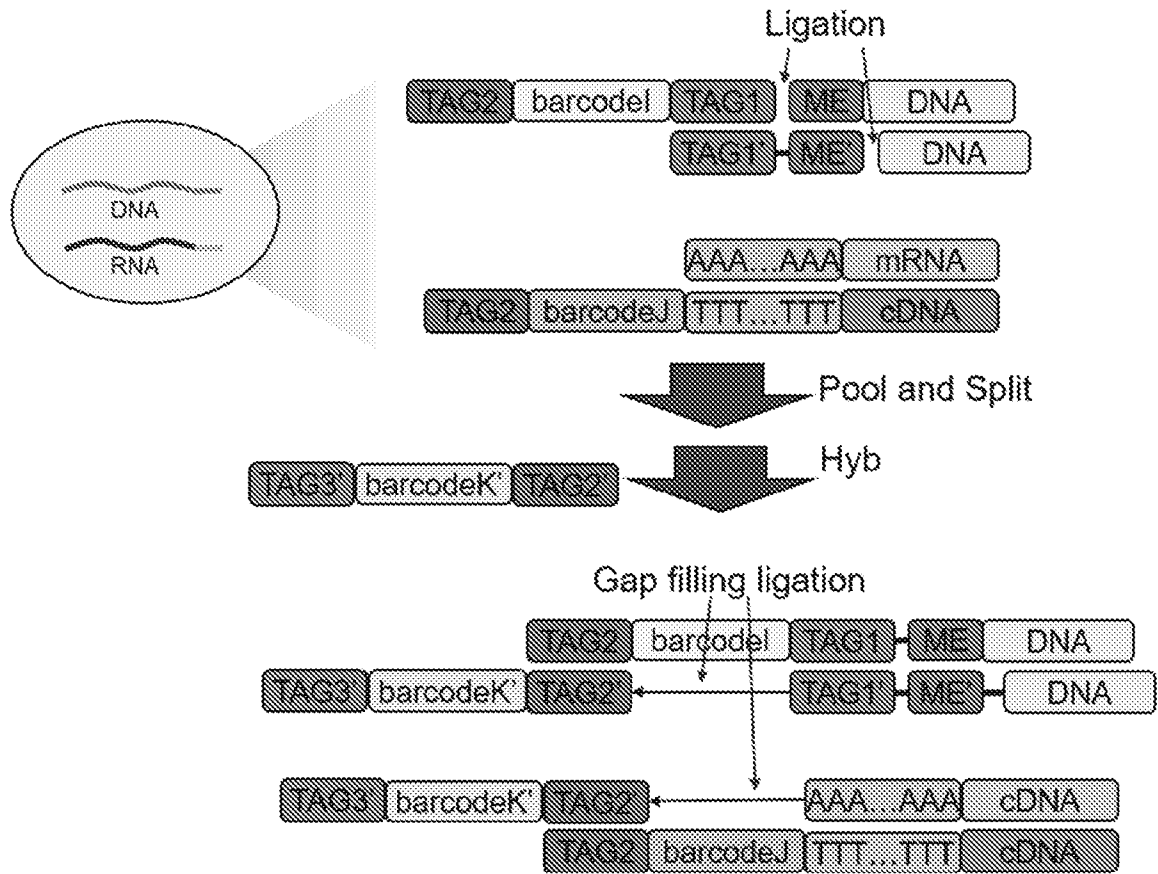 Ligation
TAG2 barcodeI TAG1 ME DNA
TAG1' ME' DNA
DNA
RNA
AAA...AAA mRNA
TAG2 barcodeJ TTT...TTT cDNA
Pool and Split
Hyb
TAG3' barcodeK' TAG2'
Gap filling ligation
TAG2 barcodeI TAG1 ME DNA
TAG3' barcodeK' TAG2' TAG1 ME DNA
TAG3' barcodeK' TAG2' AAA...AAA cDNA
TAG2 barcodeJ TTT...TTT cDNA